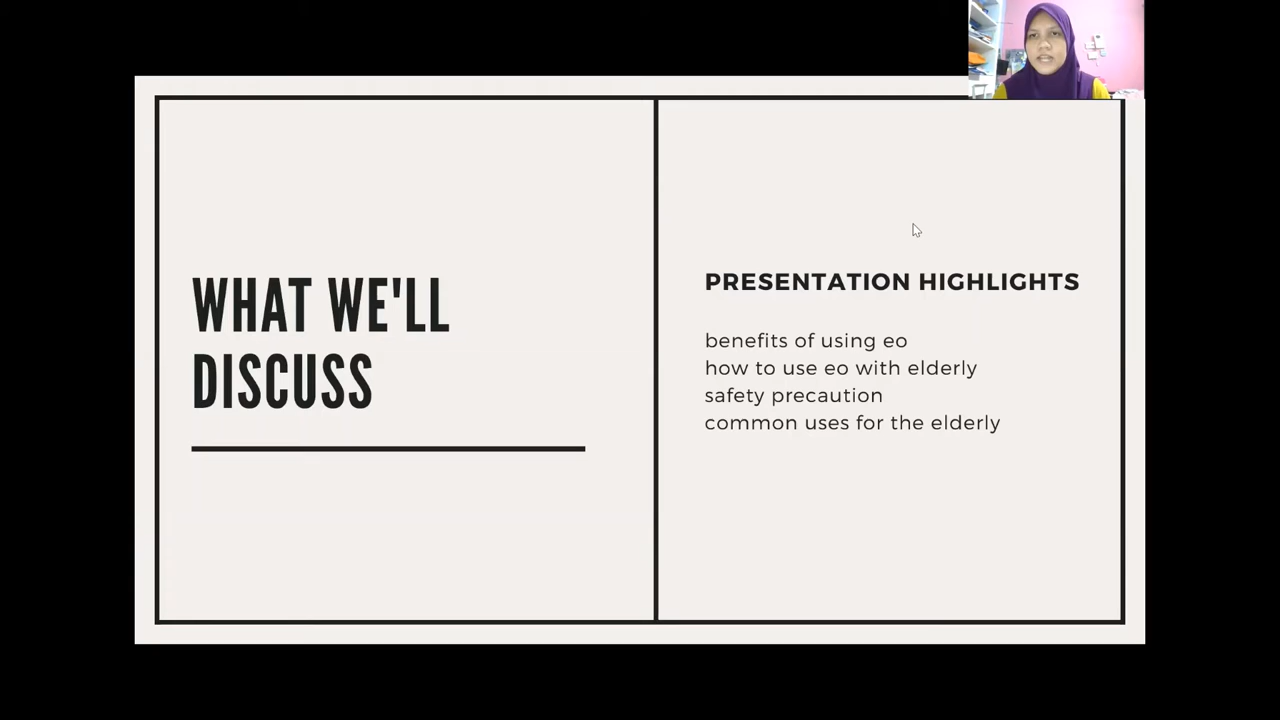 WHAT WE'LL
DISCUSS
PRESENTATION HIGHLIGHTS
benefits of using eo
how to use eo with elderly
safety precaution
common uses for the elderly